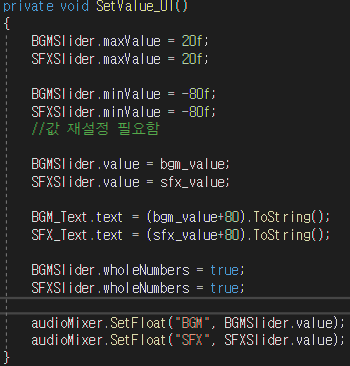 private void SetValue_UI()
{
BGMSlider.maxValue = 20f;
SFXSlider.maxValue = 20f;
BGMSlider.minValue = -80f;
SFXSlider.minValue = -80f;
//값 재설정 필요함
BGMSlider.value = bgm_value;
SFXSlider.value = sfx_value;
BGM_Text.text = (bgm_value+80).ToString();
SFX_Text.text = (sfx_value+80).ToString();
BGMSlider.wholeNumbers = true;
SFXSlider.wholeNumbers = true;
audioMixer.SetFloat("BGM", BGMSlider.value);
audioMixer.SetFloat("SFX", SFXSlider.value);
}